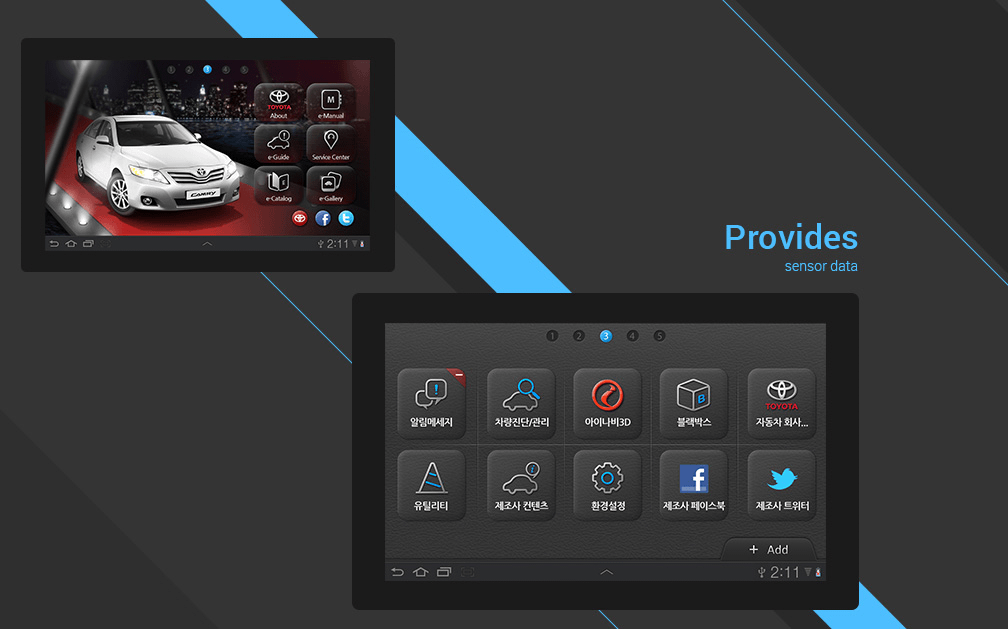 1 2 3 4 5
TOYOTA
About
M
e-Manual
e-Guide
Service Center
e-Catalog
e-Gallery
CAMRY
2:11
Provides
sensor data
1 2 3 4 5
알림메세지
차량진단/관리
아이나비3D
B
블랙박스
TOYOTA
자동차 회사...
유틸리티
제조사 컨텐츠
환경설정
제조사 페이스북
제조사 트위터
+ Add
2:11